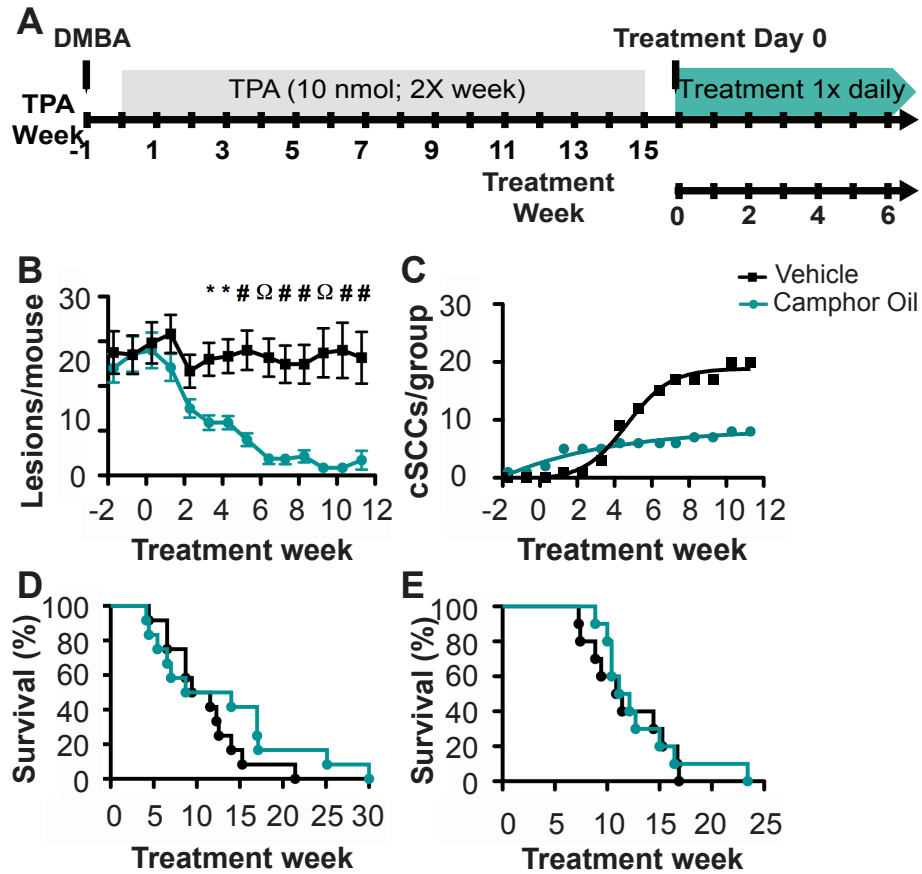 A
DMBA
Treatment Day 0
TPA (10 nmol; 2X week)
Treatment 1x daily
TPA
Week
-1 1 3 5 7 9 11 13 15
Treatment
Week
0 2 4 6
B
* * # Ω # # Ω # #
Lesions/mouse
30
20
10
0
-2 0 2 4 6 8 10 12
Treatment week
C
Vehicle
Camphor Oil
cSCCs/group
30
20
10
0
-2 0 2 4 6 8 10 12
Treatment week
D
Survival (%)
100
80
60
40
20
0
0 5 10 15 20 25 30
Treatment week
E
Survival (%)
100
80
60
40
20
0
0 5 10 15 20 25
Treatment week